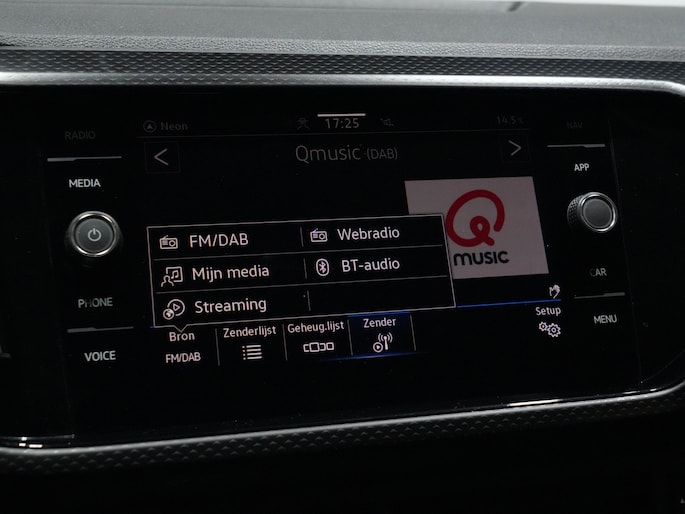 RADIO
Neon
17:25
14.5°C
NAV
Qmusic (DAB)
MEDIA
APP
FM/DAB
Webradio
Q
MUSIC
Mijn media
BT-audio
CAR
PHONE
Streaming
VOICE
Bron
FM/DAB
Zenderlijst
Geheug.lijst
Zender
Setup
MENU